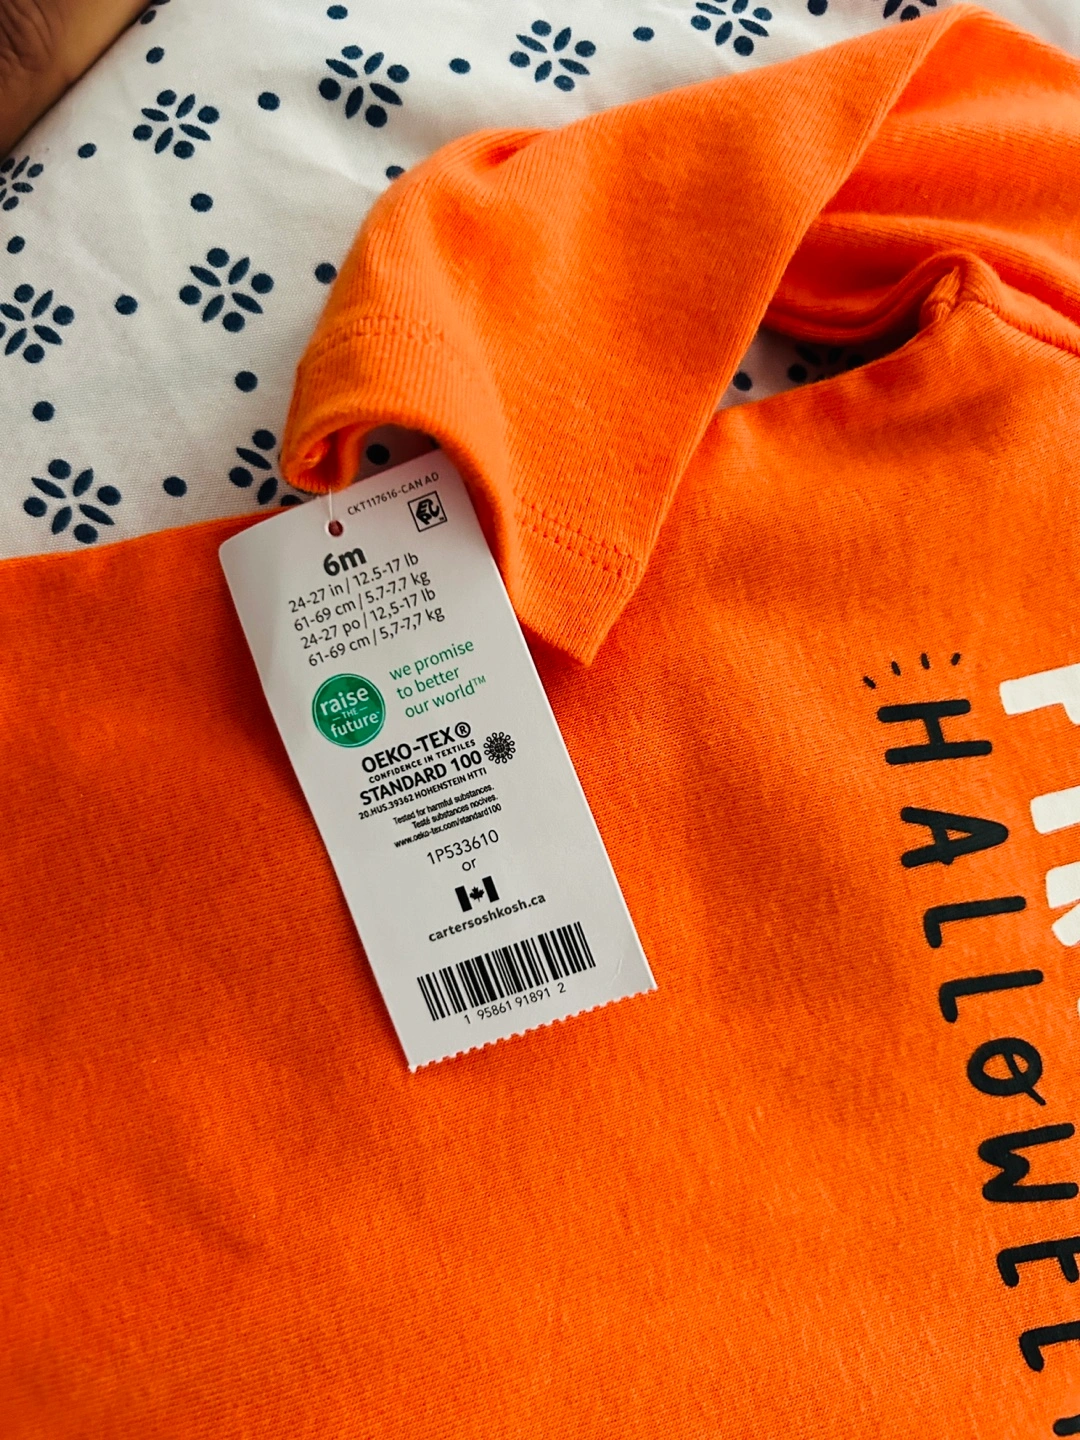 CKT117616-CAN AD
EPC
6m
24-27 in / 12.5-17 lb
61-69 cm / 5.7-7.7 kg
24-27 po / 12,5-17 lb
61-69 cm / 5,7-7,7 kg
raise
THE
future
we promise
to better
our world™
OEKO-TEX®
CONFIDENCE IN TEXTILES
STANDARD 100
20.HUS.39362 HOHENSTEIN HTTI
Tested for harmful substances.
Testé substances nocives.
www.oeko-tex.com/standard100
1P533610
or
cartersoshkosh.ca
1 95861 91891 2